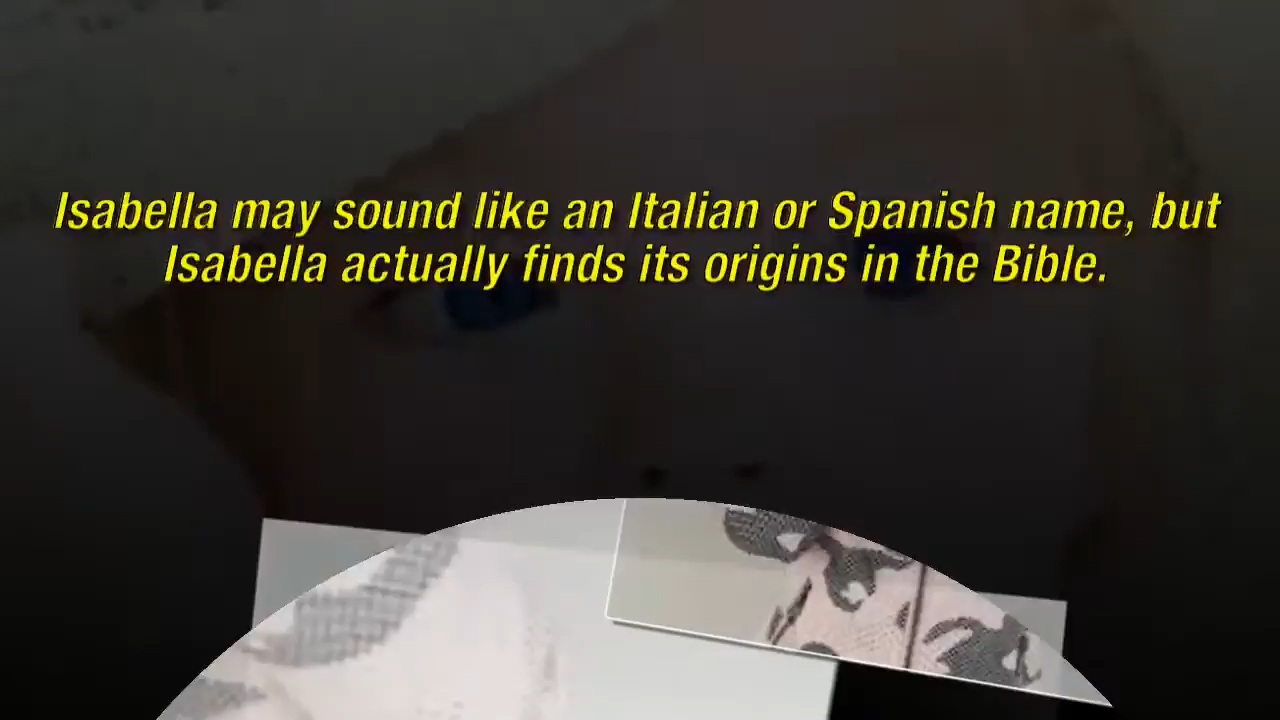 Isabella may sound like an Italian or Spanish name, but
Isabella actually finds its origins in the Bible.